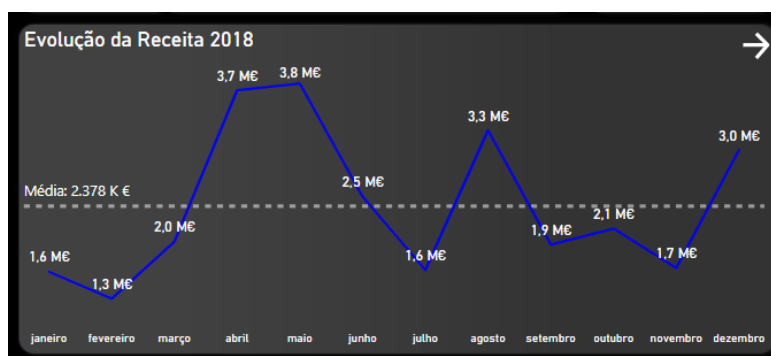 Evolução da Receita 2018
3,7 M€ 3,8 M€
3,3 M€
3,0 M€
2,5 M€
Média: 2.378 K €
2,0 M€ 1,9 M€ 2,1 M€
1,6 M€ 1,3 M€ 1,6 M€ 1,7 M€
janeiro fevereiro março abril maio junho julho agosto setembro outubro novembro dezembro